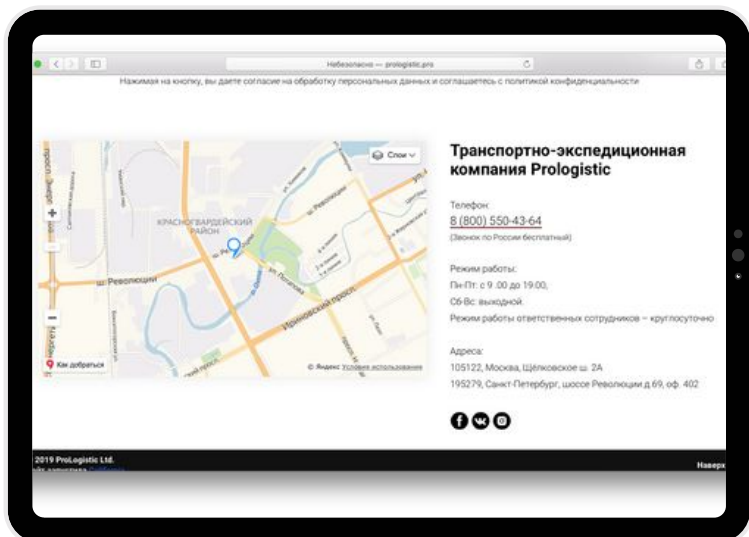 Небезопасно — prologistic.pro
Нажимая на кнопку, вы даете согласие на обработку персональных данных и соглашаетесь с политикой конфиденциальности
Слои
КРАСНОГВАРДЕЙСКИЙ
РАЙОН
ш. Революции
ш. Революции
ул. Потапова
Ириновский просп.
Как добраться
© Яндекс Условия использования
Транспортно-экспедиционная
компания Prologistic
Телефон:
8 (800) 550-43-64
(Звонок по России бесплатный)
Режим работы:
Пн-Пт: с 9 .00 до 19:00,
Сб-Вс: выходной.
Режим работы ответственных сотрудников – круглосуточно
Адреса:
105122, Москва, Щёлковское ш. 2А
195279, Санкт-Петербург, шоссе Революции д.69, оф. 402
2019 ProLogistic Ltd.
Наверх